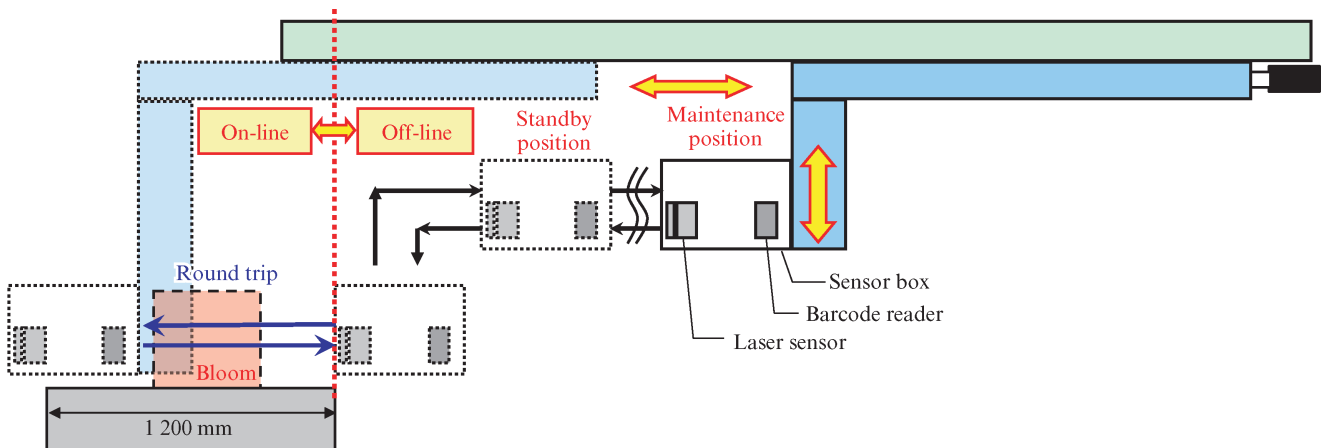 On-line
Off-line
Standby
position
Maintenance
position
Round trip
Sensor box
Barcode reader
Laser sensor
Bloom
1 200 mm